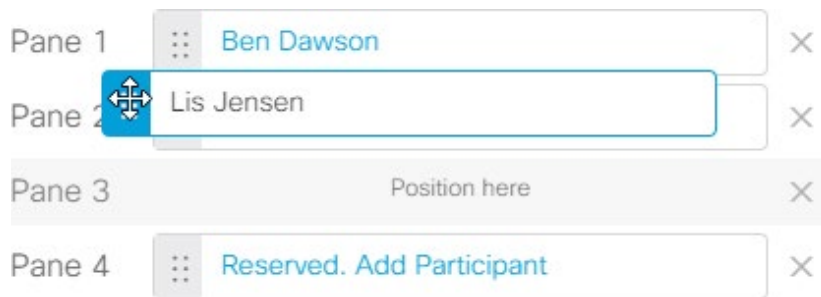 Pane 1 Ben Dawson
Lis Jensen
Pane 2
Pane 3 Position here
Pane 4 Reserved. Add Participant